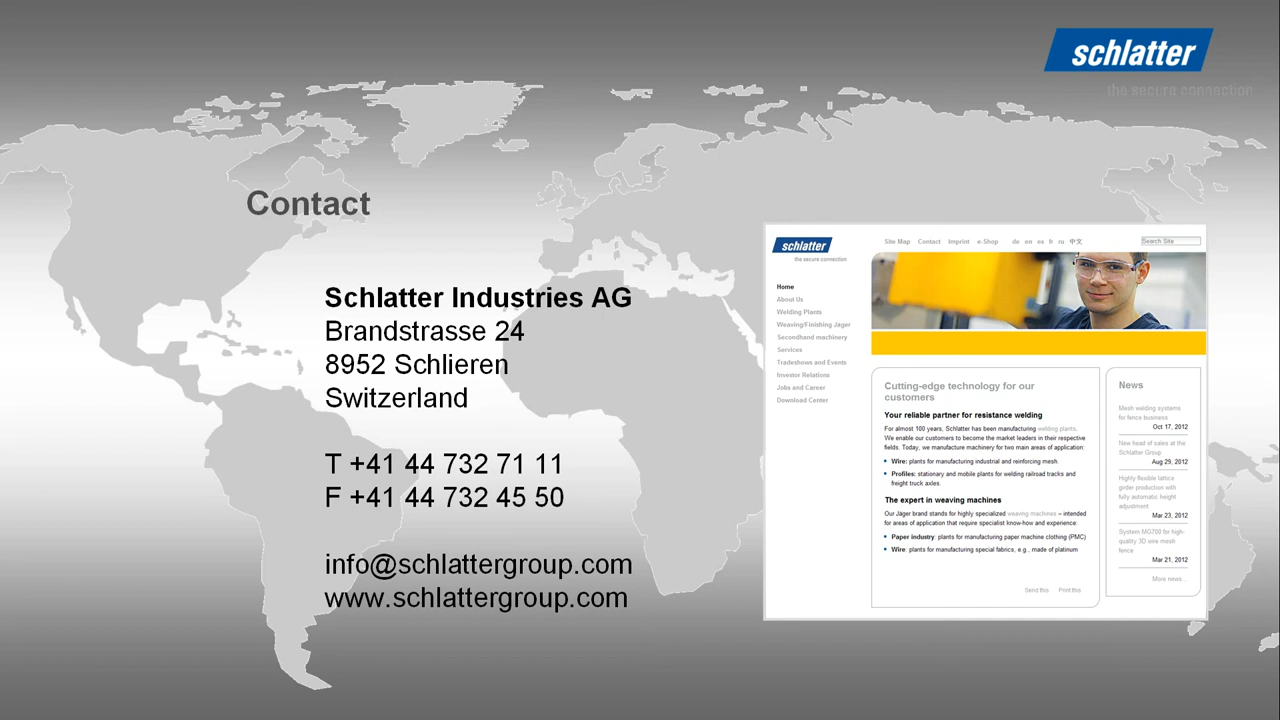 schlatter
the secure connection
Contact
Schlatter Industries AG
Brandstrasse 24
8952 Schlieren
Switzerland
T +41 44 732 71 11
F +41 44 732 45 50
info@schlattergroup.com
www.schlattergroup.com
schlatter
the secure connection
Site Map Contact Imprint e-Shop de en es fr ru 中文 Search Site
Home
About Us
Welding Plants
Weaving/Finishing Jäger
Secondhand machinery
Services
Tradeshows and Events
Investor Relations
Jobs and Career
Download Center
Cutting-edge technology for our
customers
Your reliable partner for resistance welding
For almost 100 years, Schlatter has been manufacturing welding plants.
We enable our customers to become the market leaders in their respective
fields. Today, we manufacture machinery for two main areas of application:
• Wire: plants for manufacturing industrial and reinforcing mesh.
• Profiles: stationary and mobile plants for welding railroad tracks and
freight truck axles.
The expert in weaving machines
Our Jäger brand stands for highly specialized weaving machines – intended
for areas of application that require specialist know-how and experience:
• Paper industry: plants for manufacturing paper machine clothing (PMC)
• Wire: plants for manufacturing special fabrics, e.g., made of platinum
Send this Print this
News
Mesh welding systems
for fence business
Oct 17, 2012
New head of sales at the
Schlatter Group
Aug 29, 2012
Highly flexible lattice
girder production with
fully automatic height
adjustment
Mar 23, 2012
System MG700 for high-
quality 3D wire mesh
fence
Mar 21, 2012
More news...